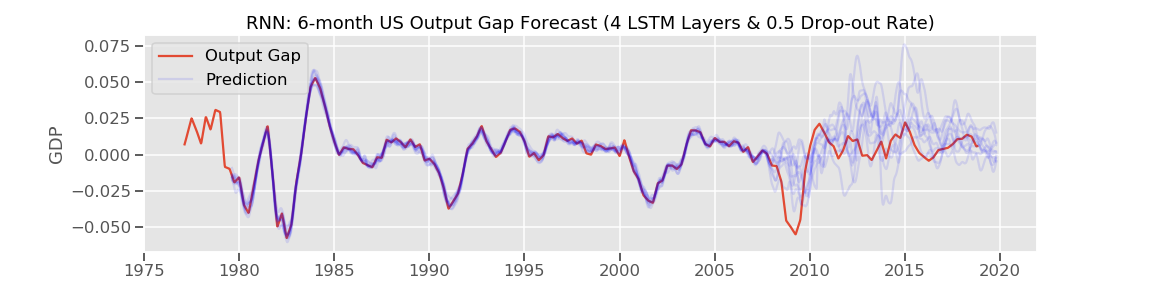 RNN: 6-month US Output Gap Forecast (4 LSTM Layers & 0.5 Drop-out Rate)
Output Gap
Prediction
0.075
0.050
0.025
0.000
−0.025
−0.050
GDP
1975 1980 1985 1990 1995 2000 2005 2010 2015 2020